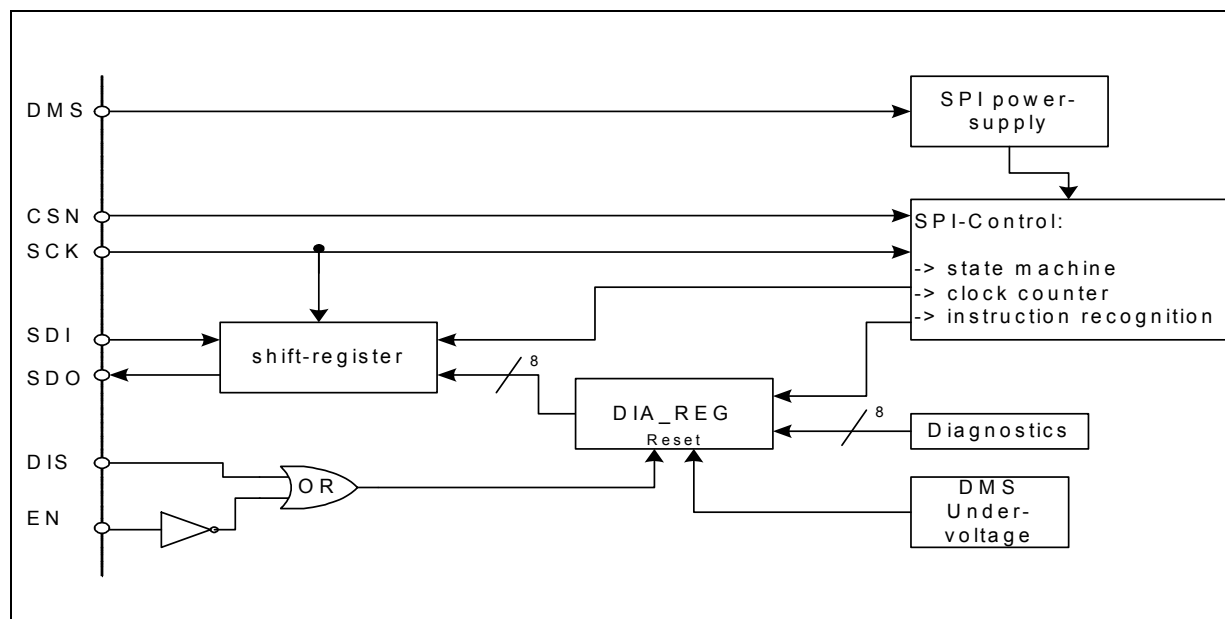 DMS
SPI power-
supply
CSN
SPI-Control:
SCK
-> state machine
-> clock counter
-> instruction recognition
SDI
shift-register
SDO
8
DIA_REG
Reset
8
Diagnostics
DIS
OR
EN
DMS
Under-
voltage